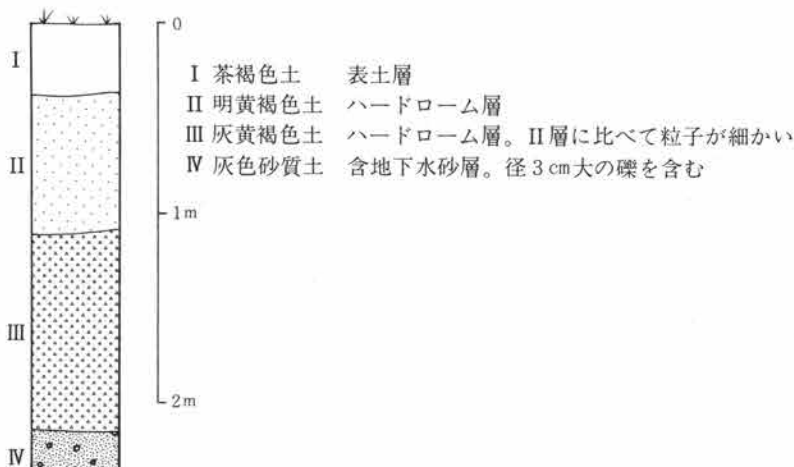 0
I
I 茶褐色土 表土層
II 明黄褐色土 ハードローム層
III 灰黄褐色土 ハードローム層。II層に比べて粒子が細かい
IV 灰色砂質土 含地下水砂層。径3cm大の礫を含む
II
1m
III
2m
IV